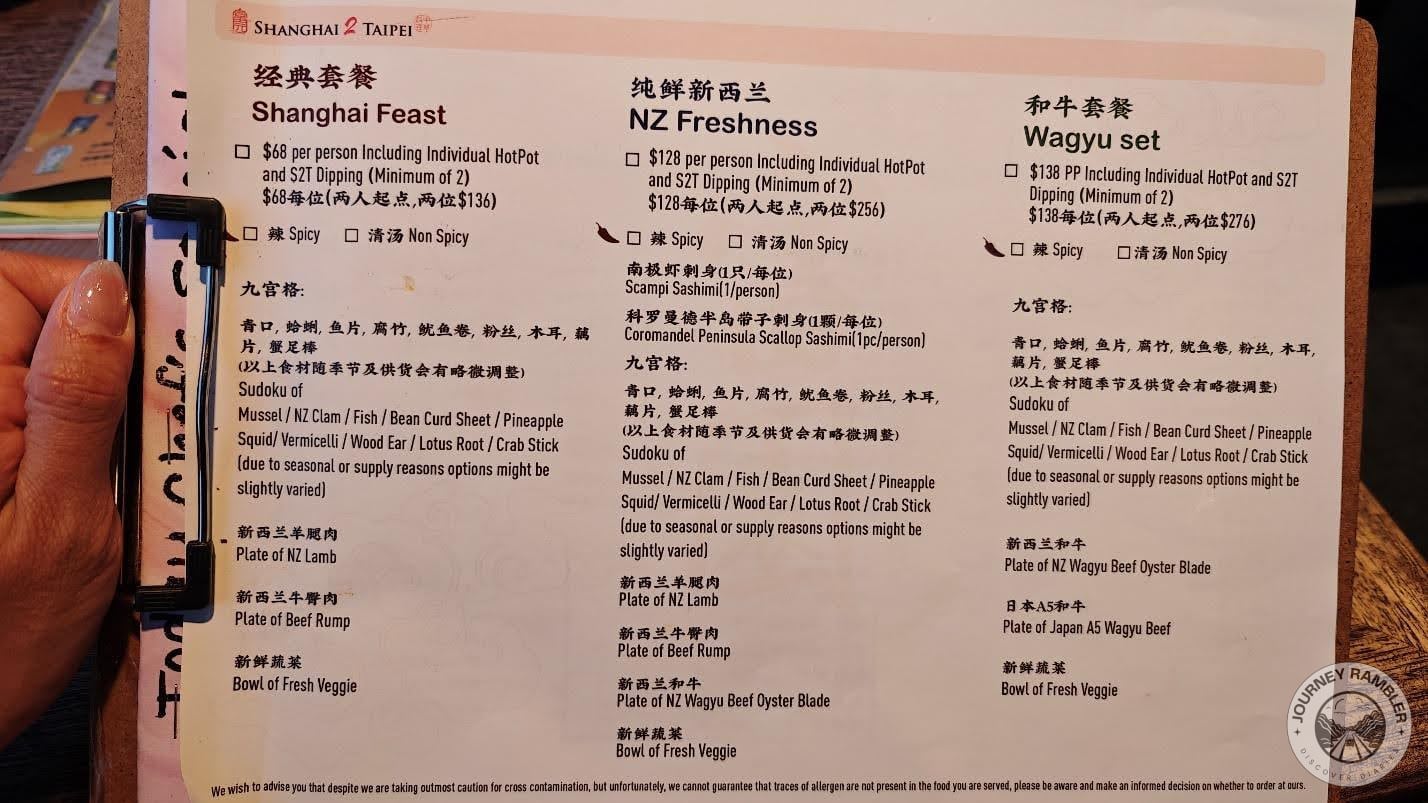 SHANGHAI 2 TAIPEI
经典套餐
Shanghai Feast
$68 per person Including Individual HotPot
and S2T Dipping (Minimum of 2)
$68每位(两人起点,两位$136)
辣 Spicy 清汤 Non Spicy
九宫格:
青口, 蛤蜊, 鱼片, 腐竹, 鱿鱼卷, 粉丝, 木耳, 藕
片, 蟹足棒
(以上食材随季节及供货会有略微调整)
Sudoku of
Mussel / NZ Clam / Fish / Bean Curd Sheet / Pineapple
Squid/ Vermicelli / Wood Ear / Lotus Root / Crab Stick
(due to seasonal or supply reasons options might be
slightly varied)
新西兰羊腿肉
Plate of NZ Lamb
新西兰牛臀肉
Plate of Beef Rump
新鲜蔬菜
Bowl of Fresh Veggie
纯鲜新西兰
NZ Freshness
$128 per person Including Individual HotPot
and S2T Dipping (Minimum of 2)
$128每位(两人起点,两位$256)
辣 Spicy 清汤 Non Spicy
南极虾刺身(1只/每位)
Scampi Sashimi(1/person)
科罗曼德半岛带子刺身(1颗/每位)
Coromandel Peninsula Scallop Sashimi(1pc/person)
九宫格:
青口, 蛤蜊, 鱼片, 腐竹, 鱿鱼卷, 粉丝, 木耳,
藕片, 蟹足棒
(以上食材随季节及供货会有略微调整)
Sudoku of
Mussel / NZ Clam / Fish / Bean Curd Sheet / Pineapple
Squid/ Vermicelli / Wood Ear / Lotus Root / Crab Stick
(due to seasonal or supply reasons options might be
slightly varied)
新西兰羊腿肉
Plate of NZ Lamb
新西兰牛臀肉
Plate of Beef Rump
新西兰和牛
Plate of NZ Wagyu Beef Oyster Blade
新鲜蔬菜
Bowl of Fresh Veggie
和牛套餐
Wagyu set
$138 PP Including Individual HotPot and S2T
Dipping (Minimum of 2)
$138每位(两人起点,两位$276)
辣 Spicy 清汤 Non Spicy
九宫格:
青口, 蛤蜊, 鱼片, 腐竹, 鱿鱼卷, 粉丝, 木耳,
藕片, 蟹足棒
(以上食材随季节及供货会有略微调整)
Sudoku of
Mussel / NZ Clam / Fish / Bean Curd Sheet / Pineapple
Squid/ Vermicelli / Wood Ear / Lotus Root / Crab Stick
(due to seasonal or supply reasons options might be
slightly varied)
新西兰和牛
Plate of NZ Wagyu Beef Oyster Blade
日本A5和牛
Plate of Japan A5 Wagyu Beef
新鲜蔬菜
Bowl of Fresh Veggie
We wish to advise you that despite we are taking outmost caution for cross contamination, but unfortunately, we cannot guarantee that traces of allergen are not present in the food you are served, please be aware and make an informed decision on whether to order at ours.
JOURNEY RAMBLER
DISCOVER DIARIES